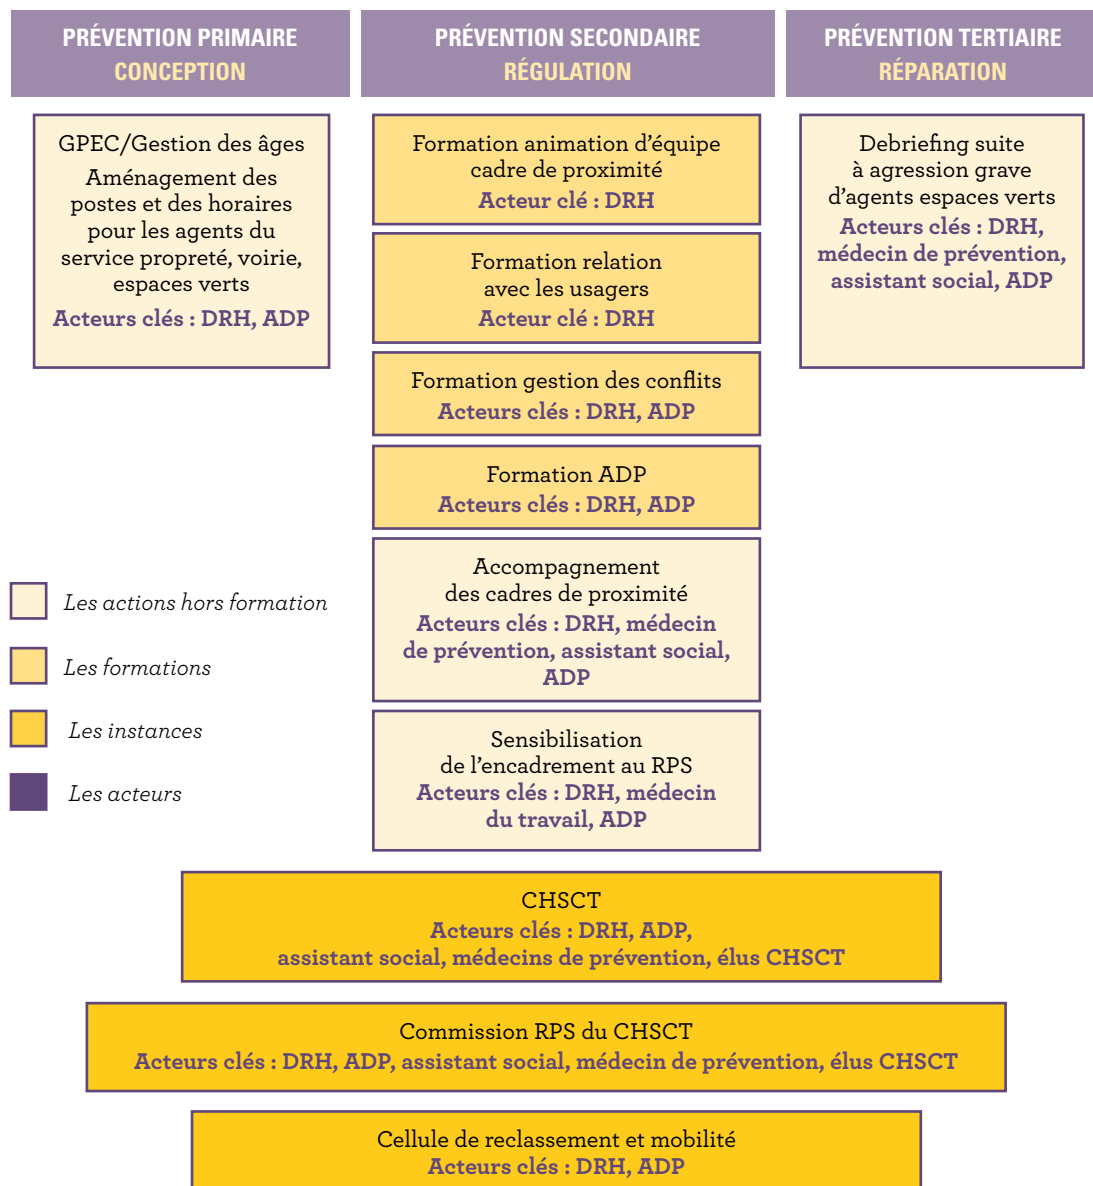 PRÉVENTION PRIMAIRE
CONCEPTION
PRÉVENTION SECONDAIRE
RÉGULATION
PRÉVENTION TERTIAIRE
RÉPARATION
GPEC/Gestion des âges
Aménagement des
postes et des horaires
pour les agents du
service propreté, voirie,
espaces verts
Acteurs clés : DRH, ADP
Formation animation d’équipe
cadre de proximité
Acteur clé : DRH
Formation relation
avec les usagers
Acteur clé : DRH
Formation gestion des conflits
Acteurs clés : DRH, ADP
Formation ADP
Acteurs clés : DRH, ADP
Accompagnement
des cadres de proximité
Acteurs clés : DRH, médecin
de prévention, assistant social,
ADP
Sensibilisation
de l’encadrement au RPS
Acteurs clés : DRH, médecin
du travail, ADP
Debriefing suite
à agression grave
d’agents espaces verts
Acteurs clés : DRH,
médecin de prévention,
assistant social, ADP
Les actions hors formation
Les formations
Les instances
Les acteurs
CHSCT
Acteurs clés : DRH, ADP,
assistant social, médecins de prévention, élus CHSCT
Commission RPS du CHSCT
Acteurs clés : DRH, ADP, assistant social, médecin de prévention, élus CHSCT
Cellule de reclassement et mobilité
Acteurs clés : DRH, ADP